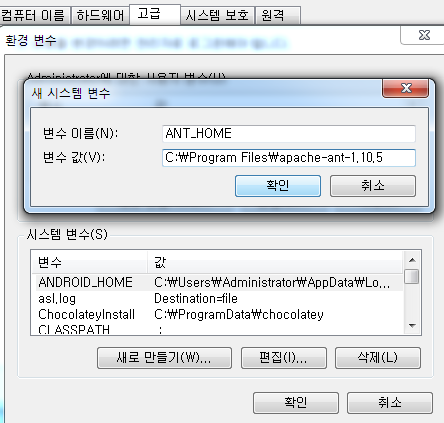 컴퓨터 이름 하드웨어 고급 시스템 보호 원격
환경 변수
Administrator에 대한 사용자 변수(U)
새 시스템 변수
변수 이름(N): ANT_HOME
변수 값(V): C:₩Program Files₩apache-ant-1.10.5
확인 취소
시스템 변수(S)
변수 값
ANDROID_HOME C:₩Users₩Administrator₩AppData₩Lo...
asl.log Destination=file
ChocolateyInstall C:₩ProgramData₩chocolatey
CLASSPATH .;
새로 만들기(W)... 편집(I)... 삭제(L)
확인 취소